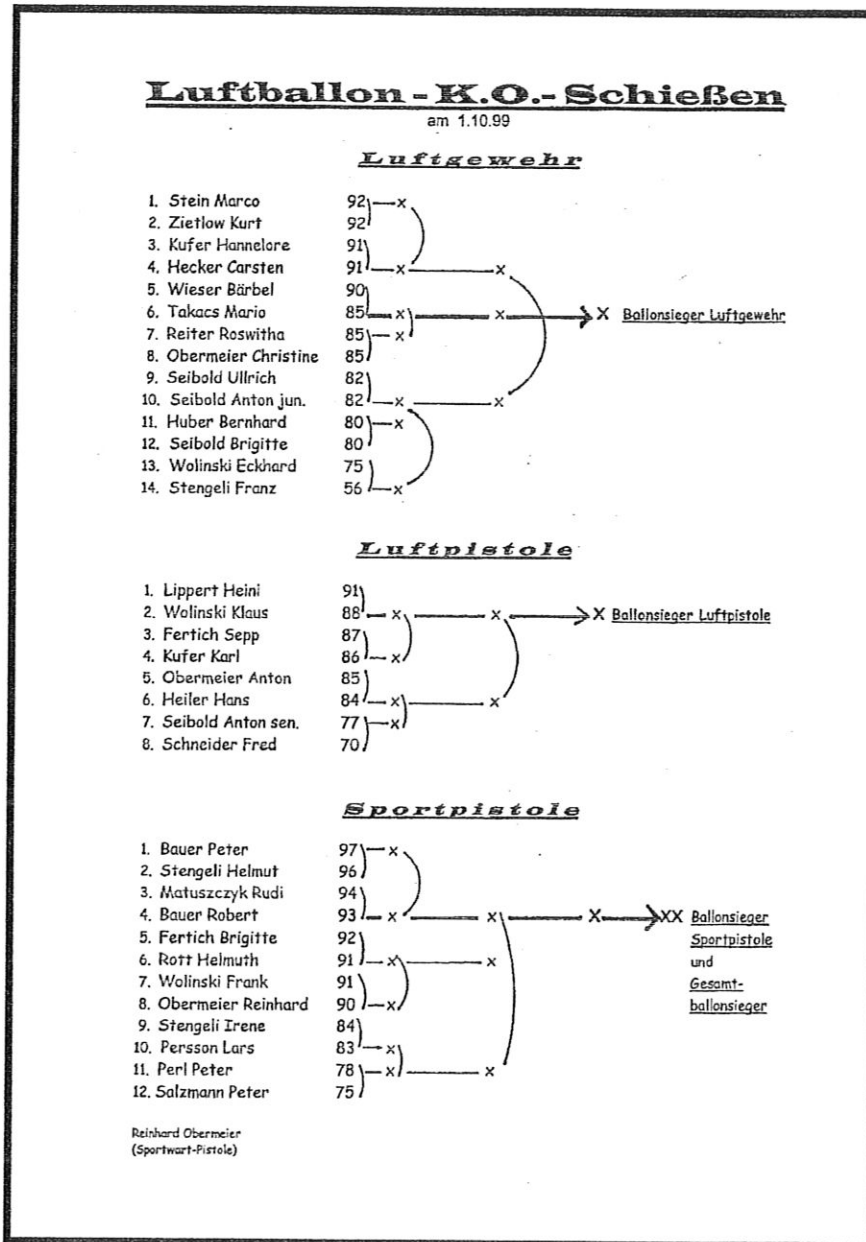 Luftballon - K.O.- Schießen
am 1.10.99
Luftgewehr
1. Stein Marco 92 x
2. Zietlow Kurt 92
3. Kufer Hannelore 91
4. Hecker Carsten 91 x x
5. Wieser Bärbel 90
6. Takacs Mario 85 x x X Ballonsieger Luftgewehr
7. Reiter Roswitha 85 x
8. Obermeier Christine 85
9. Seibold Ullrich 82
10. Seibold Anton jun. 82 x x
11. Huber Bernhard 80 x
12. Seibold Brigitte 80
13. Wolinski Eckhard 75
14. Stengeli Franz 56 x
Luftpistole
1. Lippert Heini 91
2. Wolinski Klaus 88 x x X Ballonsieger Luftpistole
3. Fertich Sepp 87
4. Kufer Karl 86 x
5. Obermeier Anton 85
6. Heiler Hans 84 x x
7. Seibold Anton sen. 77 x
8. Schneider Fred 70
Sportpistole
1. Bauer Peter 97 x
2. Stengeli Helmut 96
3. Matuszczyk Rudi 94
4. Bauer Robert 93 x x X XX Ballonsieger
5. Fertich Brigitte 92 Sportpistole
6. Rott Helmuth 91 x x und
7. Wolinski Frank 91 Gesamt-
8. Obermeier Reinhard 90 x ballonsieger
9. Stengeli Irene 84
10. Persson Lars 83 x
11. Perl Peter 78 x x
12. Salzmann Peter 75
Reinhard Obermeier
(Sportwart-Pistole)